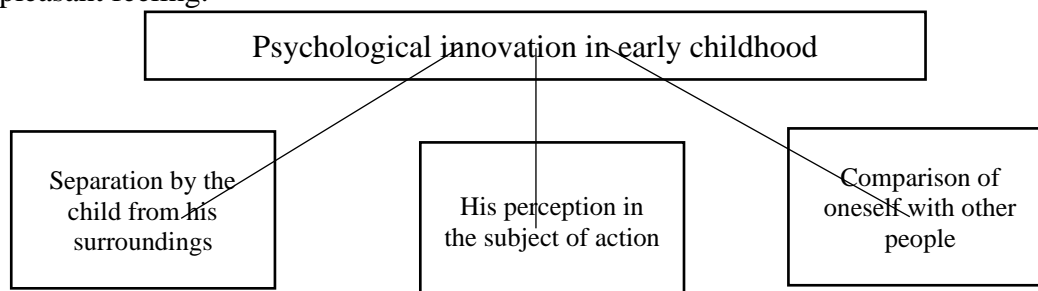 pleasant feeling.
Psychological innovation in early childhood
Separation by the
child from his
surroundings
His perception in
the subject of action
Comparison of
oneself with other
people